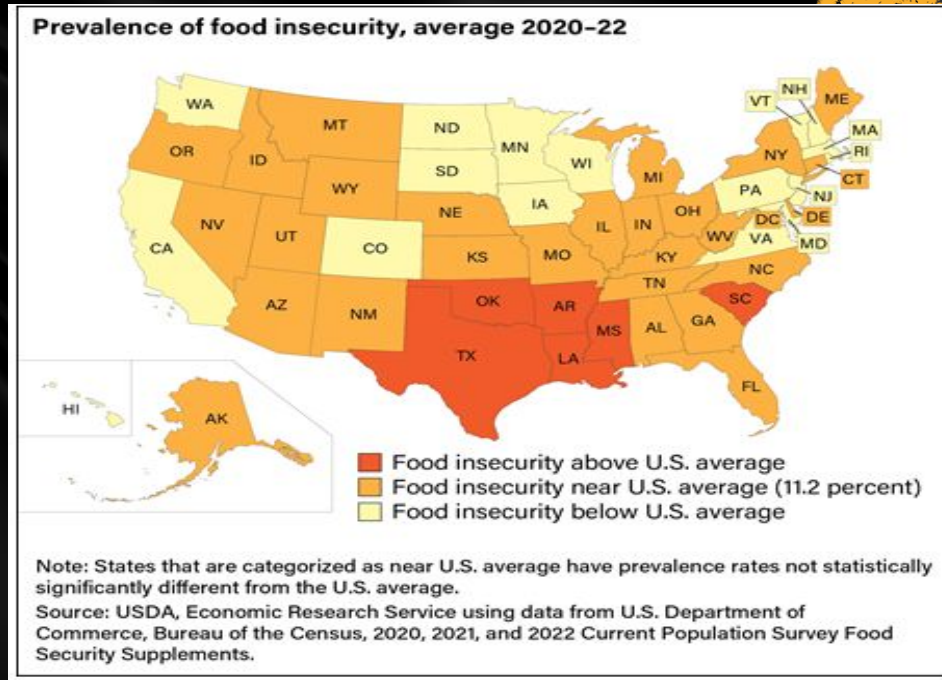 Prevalence of food insecurity, average 2020–22
WA
MT
ND
MN
VT
NH
ME
OR
ID
WY
SD
WI
MI
NY
MA
RI
CT
NV
UT
CO
NE
IA
IL
IN
OH
PA
NJ
DC
DE
MD
CA
AZ
NM
KS
MO
KY
WV
VA
OK
AR
TN
NC
TX
LA
MS
AL
GA
SC
FL
HI
AK
Food insecurity above U.S. average
Food insecurity near U.S. average (11.2 percent)
Food insecurity below U.S. average
Note: States that are categorized as near U.S. average have prevalence rates not statistically
significantly different from the U.S. average.
Source: USDA, Economic Research Service using data from U.S. Department of
Commerce, Bureau of the Census, 2020, 2021, and 2022 Current Population Survey Food
Security Supplements.